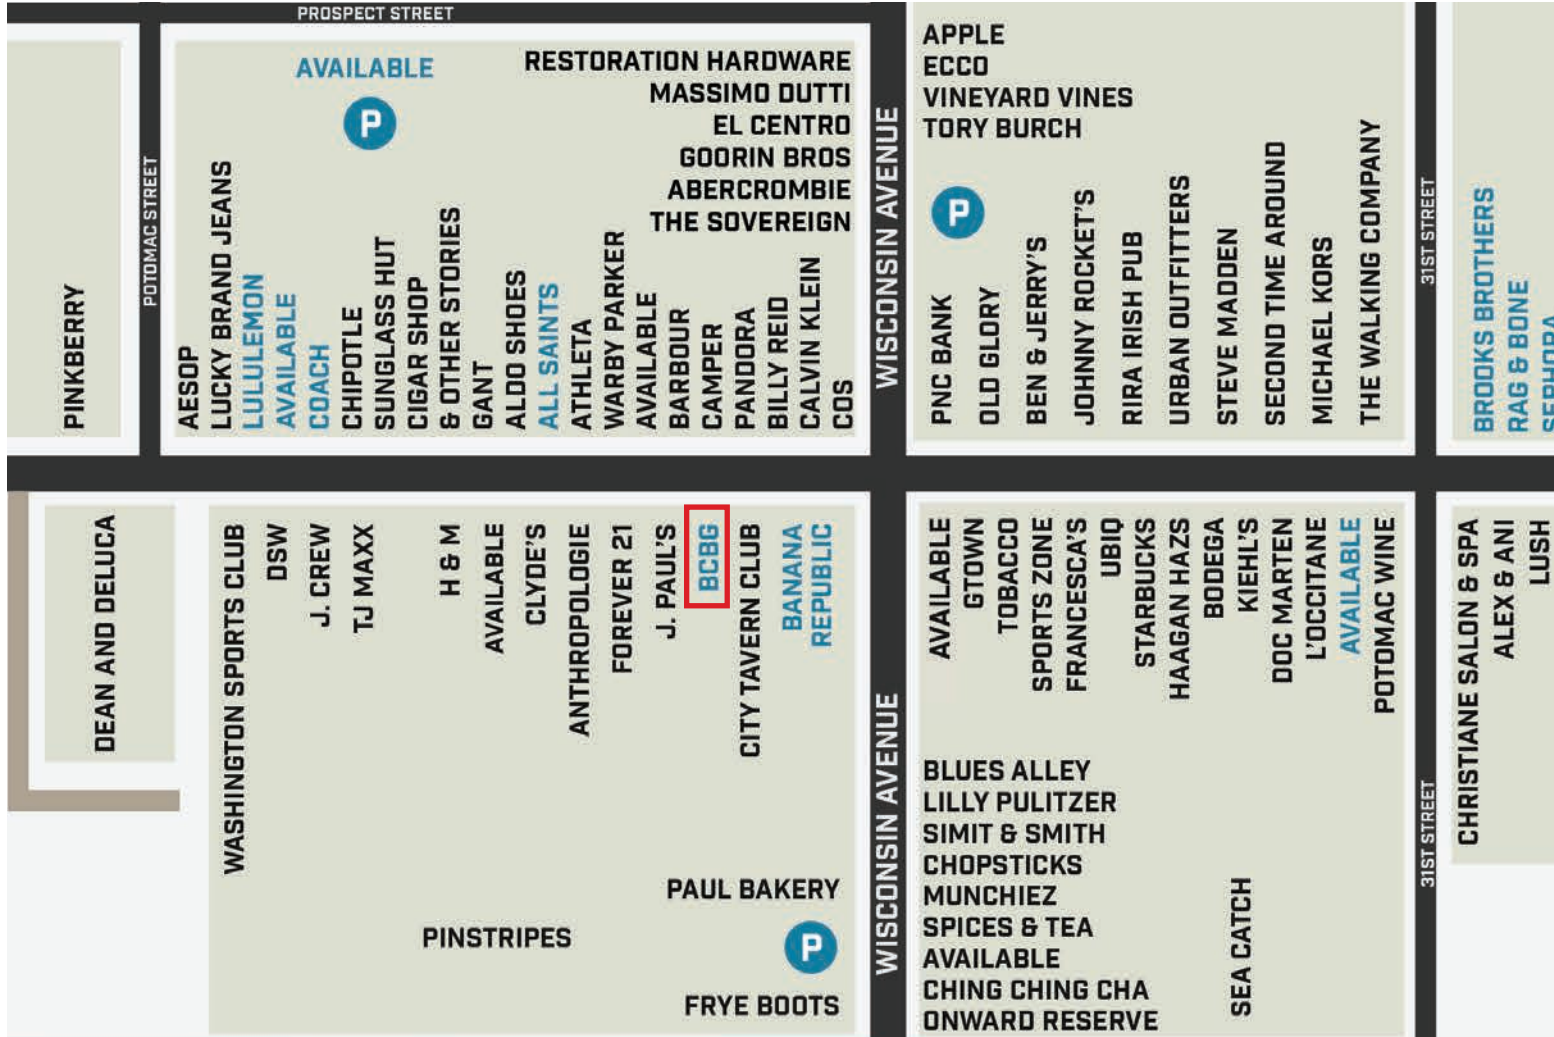 PROSPECT STREET
POTOMAC STREET
WISCONSIN AVENUE
31ST STREET
PINKBERRY
AVAILABLE
P
RESTORATION HARDWARE
MASSIMO DUTTI
EL CENTRO
GOORIN BROS
ABERCROMBIE
THE SOVEREIGN
AESOP
LUCKY BRAND JEANS
LULULEMON
AVAILABLE
COACH
CHIPOTLE
SUNGLASS HUT
CIGAR SHOP
& OTHER STORIES
GANT
ALDO SHOES
ALL SAINTS
ATHLETA
WARBY PARKER
AVAILABLE
BARBOUR
CAMPER
PANDORA
BILLY REID
CALVIN KLEIN
COS
APPLE
ECCO
VINEYARD VINES
TORY BURCH
P
PNC BANK
OLD GLORY
BEN & JERRY'S
JOHNNY ROCKET'S
RIRA IRISH PUB
URBAN OUTFITTERS
STEVE MADDEN
SECOND TIME AROUND
MICHAEL KORS
THE WALKING COMPANY
BROOKS BROTHERS
RAG & BONE
SEPHORA
DEAN AND DELUCA
WASHINGTON SPORTS CLUB
DSW
J. CREW
TJ MAXX
H & M
AVAILABLE
CLYDE'S
ANTHROPOLOGIE
FOREVER 21
J. PAUL'S
BCBG
CITY TAVERN CLUB
BANANA
REPUBLIC
PAUL BAKERY
PINSTRIPES
P
FRYE BOOTS
WISCONSIN AVENUE
AVAILABLE
GTOWN
TOBACCO
SPORTS ZONE
FRANCESCA'S
UBIQ
STARBUCKS
HAAGAN HAZS
BODEGA
KIEHL'S
DOC MARTEN
L'OCCITANE
AVAILABLE
POTOMAC WINE
BLUES ALLEY
LILLY PULITZER
SIMIT & SMITH
CHOPSTICKS
MUNCHIEZ
SPICES & TEA
AVAILABLE
CHING CHING CHA
ONWARD RESERVE
SEA CATCH
31ST STREET
CHRISTIANE SALON & SPA
ALEX & ANI
LUSH